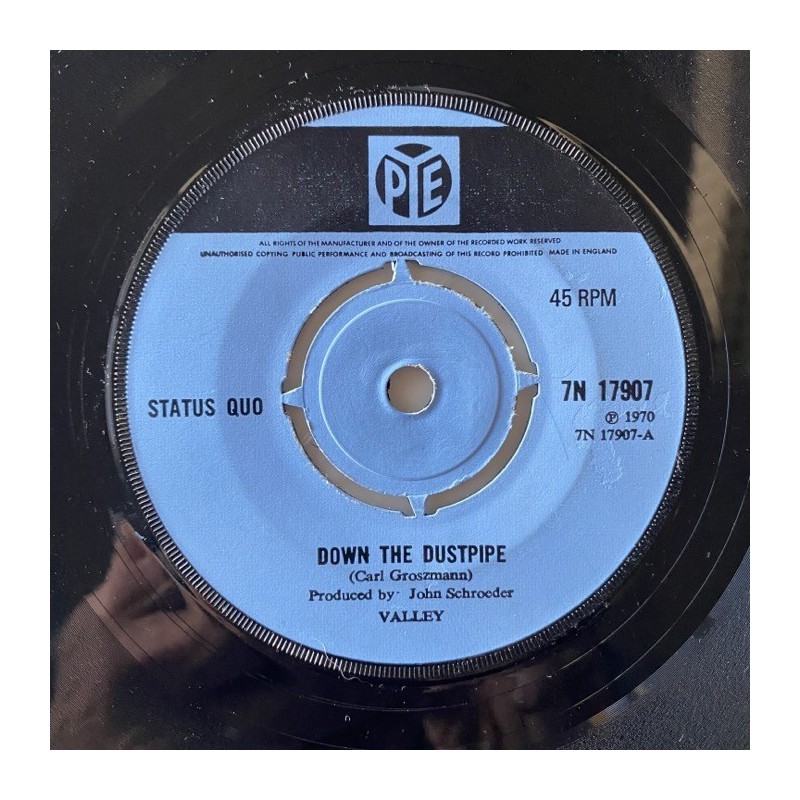 PYE
ALL RIGHTS OF THE MANUFACTURER AND OF THE OWNER OF THE RECORDED WORK RESERVED
UNAUTHORISED COPYING PUBLIC PERFORMANCE AND BROADCASTING OF THIS RECORD PROHIBITED MADE IN ENGLAND
45 RPM
STATUS QUO
7N 17907
℗ 1970
7N 17907-A
DOWN THE DUSTPIPE
(Carl Groszmann)
Produced by John Schroeder
VALLEY